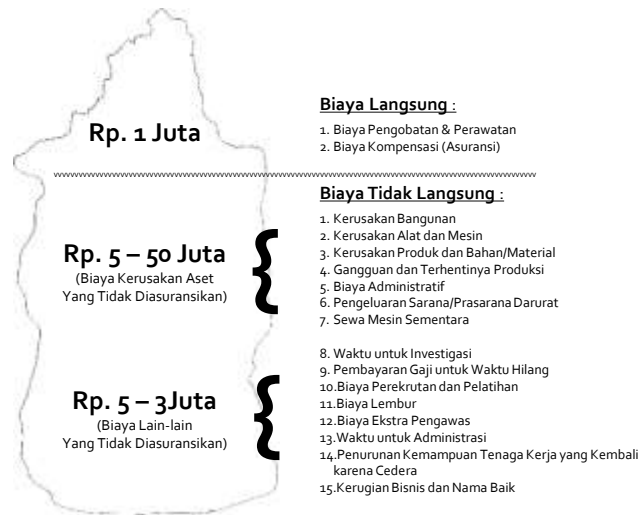 Rp. 1 Juta
Biaya Langsung :
1. Biaya Pengobatan & Perawatan
2. Biaya Kompensasi (Asuransi)
Biaya Tidak Langsung :
Rp. 5 – 50 Juta
(Biaya Kerusakan Aset
Yang Tidak Diasuransikan)
1. Kerusakan Bangunan
2. Kerusakan Alat dan Mesin
3. Kerusakan Produk dan Bahan/Material
4. Gangguan dan Terhentinya Produksi
5. Biaya Administratif
6. Pengeluaran Sarana/Prasarana Darurat
7. Sewa Mesin Sementara
Rp. 5 – 3Juta
(Biaya Lain-lain
Yang Tidak Diasuransikan)
8. Waktu untuk Investigasi
9. Pembayaran Gaji untuk Waktu Hilang
10.Biaya Perekrutan dan Pelatihan
11.Biaya Lembur
12.Biaya Ekstra Pengawas
13.Waktu untuk Administrasi
14.Penurunan Kemampuan Tenaga Kerja yang Kembali
karena Cedera
15.Kerugian Bisnis dan Nama Baik